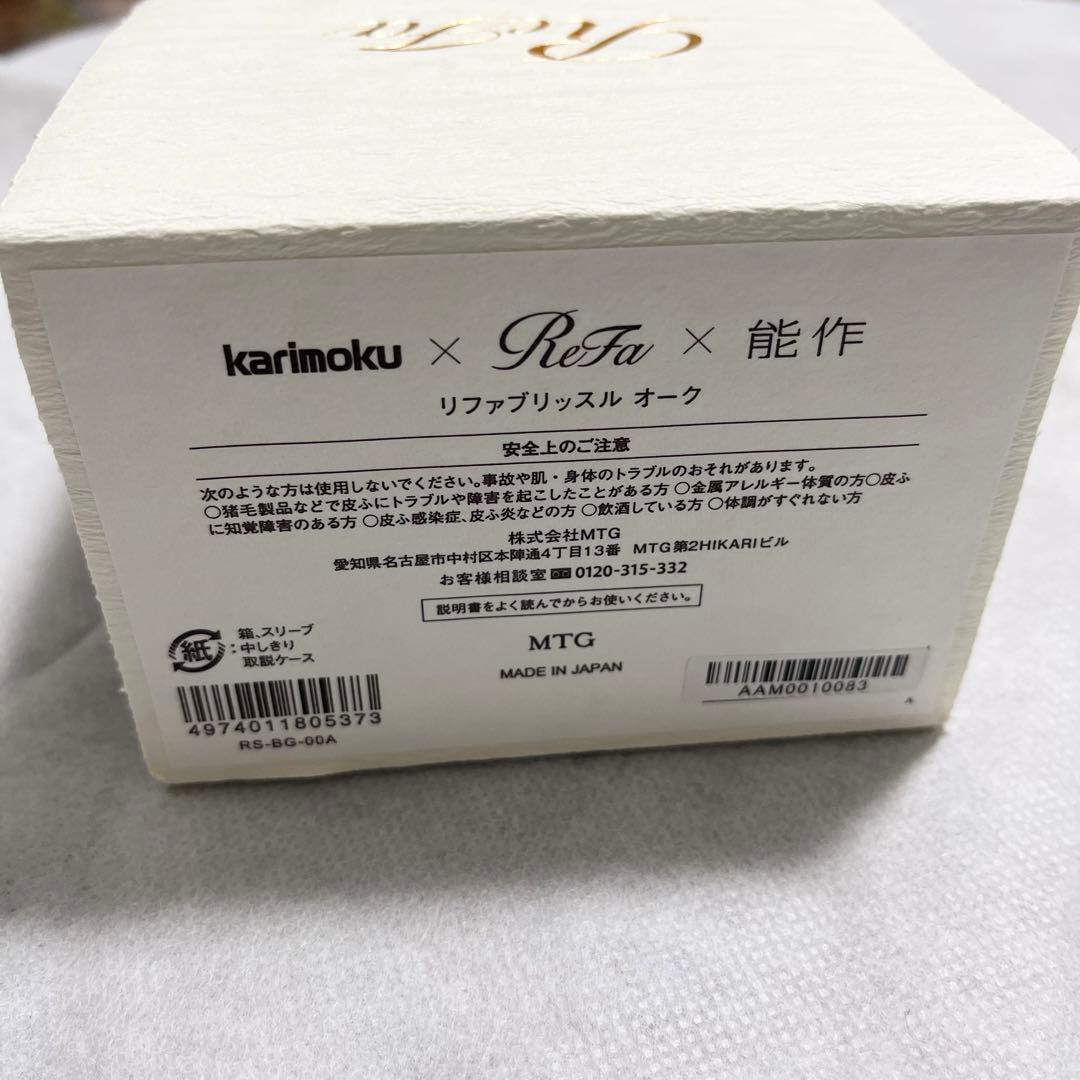 ReFa
karimoku × ReFa × 能作
リファブリッスル オーク
安全上のご注意
次のような方は使用しないでください。事故や肌・身体のトラブルのおそれがあります。
○猪毛製品などで皮ふにトラブルや障害を起こしたことがある方 ○金属アレルギー体質の方○皮ふ
に知覚障害のある方 ○皮ふ感染症、皮ふ炎などの方 ○飲酒している方 ○体調がすぐれない方
株式会社MTG
愛知県名古屋市中村区本陣通4丁目13番 MTG第2HIKARIビル
お客様相談室 0120-315-332
説明書をよく読んでからお使いください。
紙
箱、スリーブ
:中しきり
取説ケース
MTG
MADE IN JAPAN
4974011805373
RS-BG-00A
AAM0010083
A